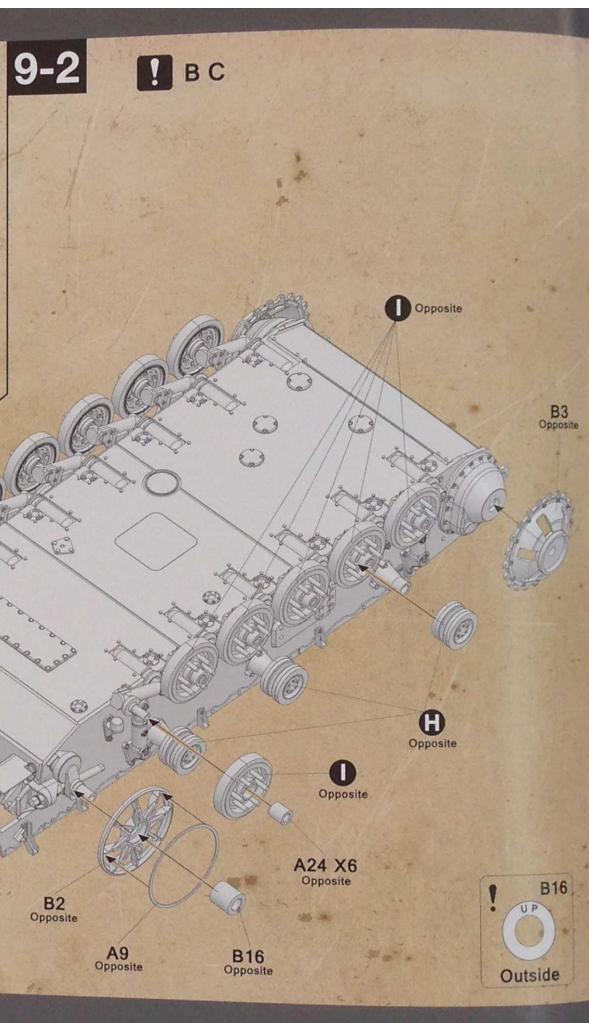 9-2
! B C
I Opposite
B3
Opposite
H
Opposite
I
Opposite
A24 X6
Opposite
B2
Opposite
A9
Opposite
B16
Opposite
! B16
UP
Outside